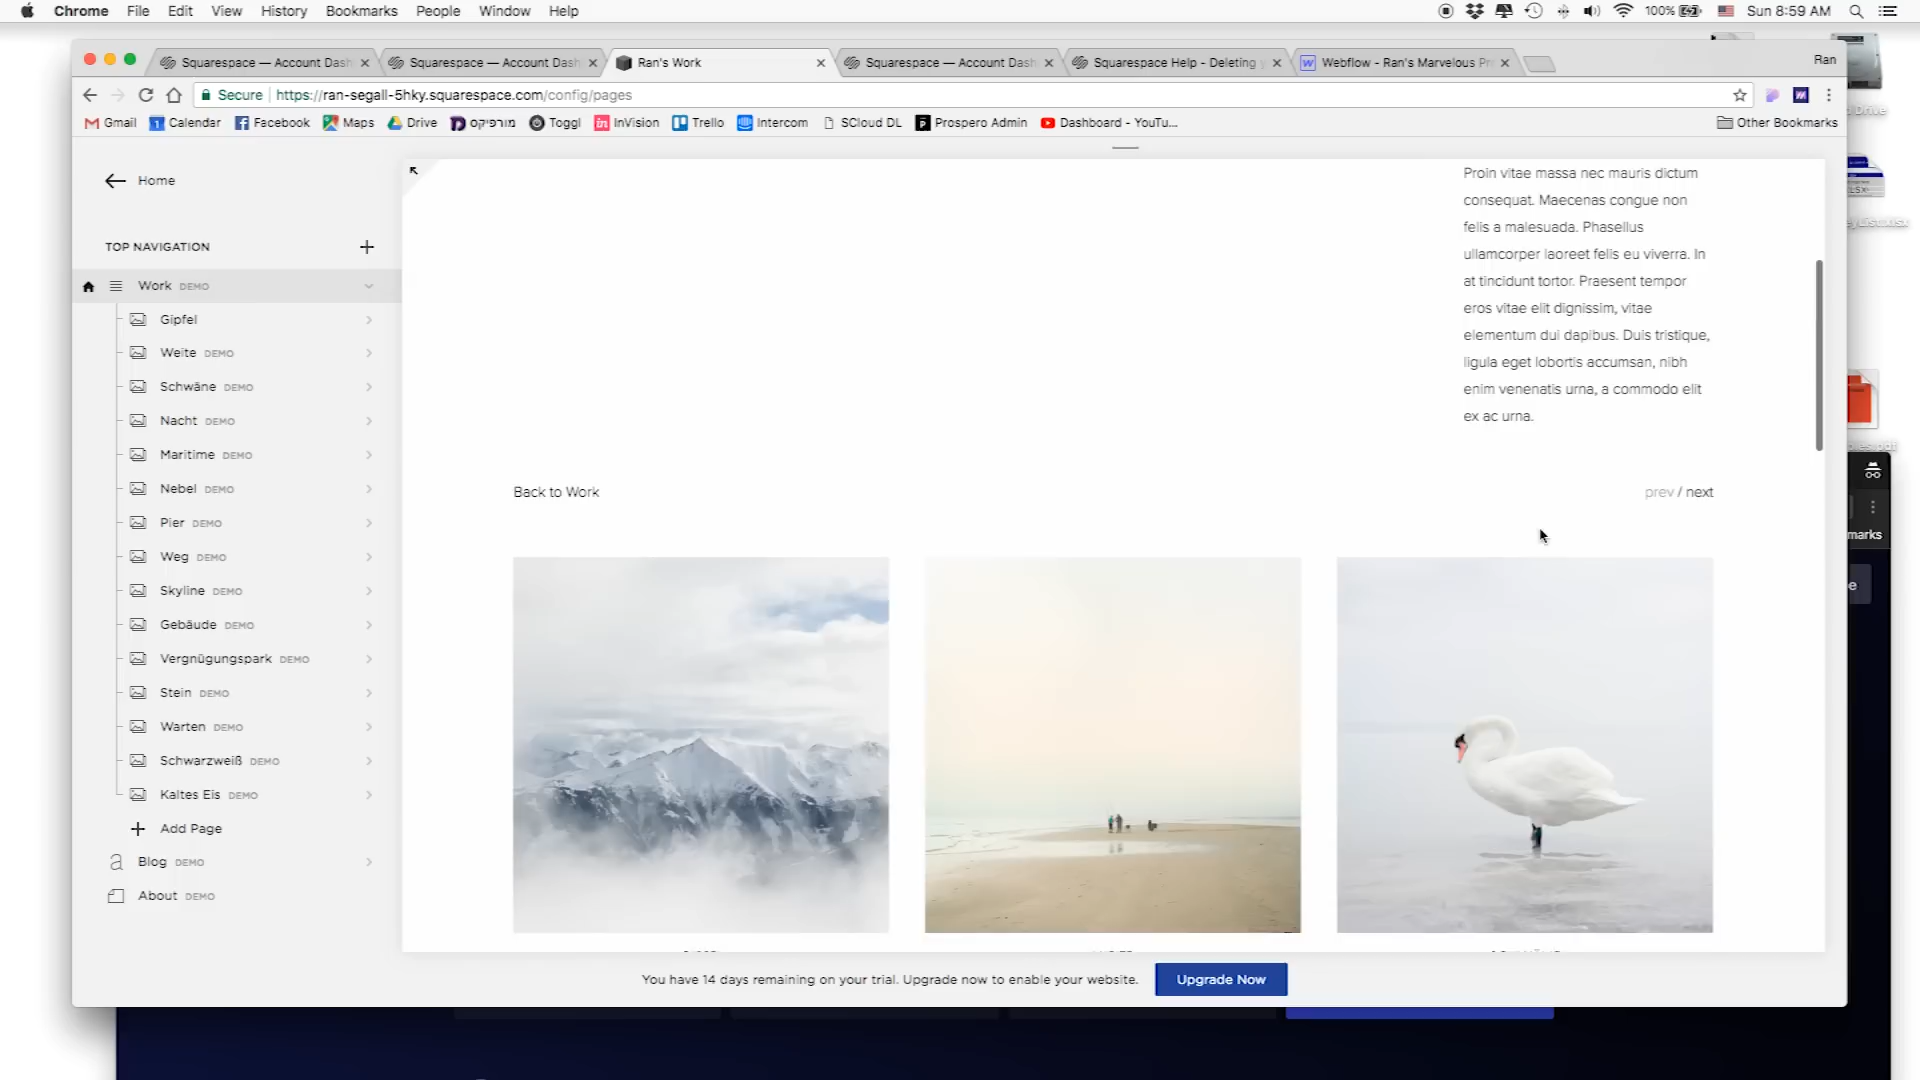 Chrome File Edit View History Bookmarks People Window Help
100% Sun 8:59 AM
Squarespace — Account Dash
Squarespace — Account Dash
Ran's Work
Squarespace — Account Dash
Squarespace Help - Deleting
Webflow - Ran's Marvelous Pr
Ran
Secure https://ran-segall-5hky.squarespace.com/config/pages
Gmail Calendar Facebook Maps Drive מורפיקס Toggl InVision Trello Intercom SCloud DL Prospero Admin Dashboard - YouTu... Other Bookmarks
Home
TOP NAVIGATION
Work DEMO
Gipfel
Weite DEMO
Schwäne DEMO
Nacht DEMO
Maritime DEMO
Nebel DEMO
Pier DEMO
Weg DEMO
Skyline DEMO
Gebäude DEMO
Vergnügungspark DEMO
Stein DEMO
Warten DEMO
Schwarzweiß DEMO
Kaltes Eis DEMO
Add Page
Blog DEMO
About DEMO
Proin vitae massa nec mauris dictum
consequat. Maecenas congue non
felis a malesuada. Phasellus
ullamcorper laoreet felis eu viverra. In
at tincidunt tortor. Praesent tempor
eros vitae elit dignissim, vitae
elementum dui dapibus. Duis tristique,
ligula eget lobortis accumsan, nibh
enim venenatis urna, a commodo elit
ex ac urna.
Back to Work
prev / next
You have 14 days remaining on your trial. Upgrade now to enable your website.
Upgrade Now
marks